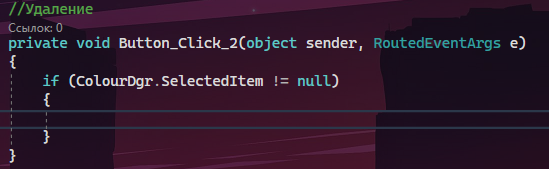 //Удаление
Ссылок: 0
private void Button_Click_2(object sender, RoutedEventArgs e)
{
if (ColourDgr.SelectedItem != null)
{
}
}